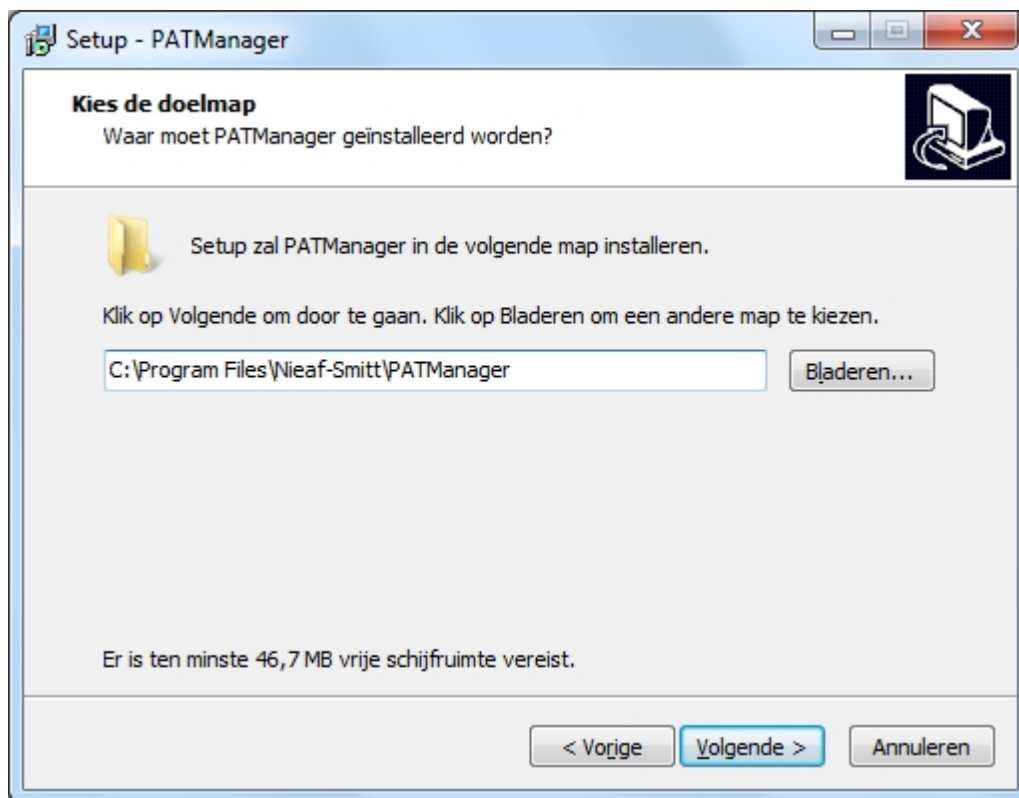 Setup - PATManager
Kies de doelmap
Waar moet PATManager geïnstalleerd worden?
Setup zal PATManager in de volgende map installeren.
Klik op Volgende om door te gaan. Klik op Bladeren om een andere map te kiezen.
C:\Program Files\Nieaf-Smitt\PATManager
Bladeren...
Er is ten minste 46,7 MB vrije schijfruimte vereist.
< Vorige
Volgende >
Annuleren